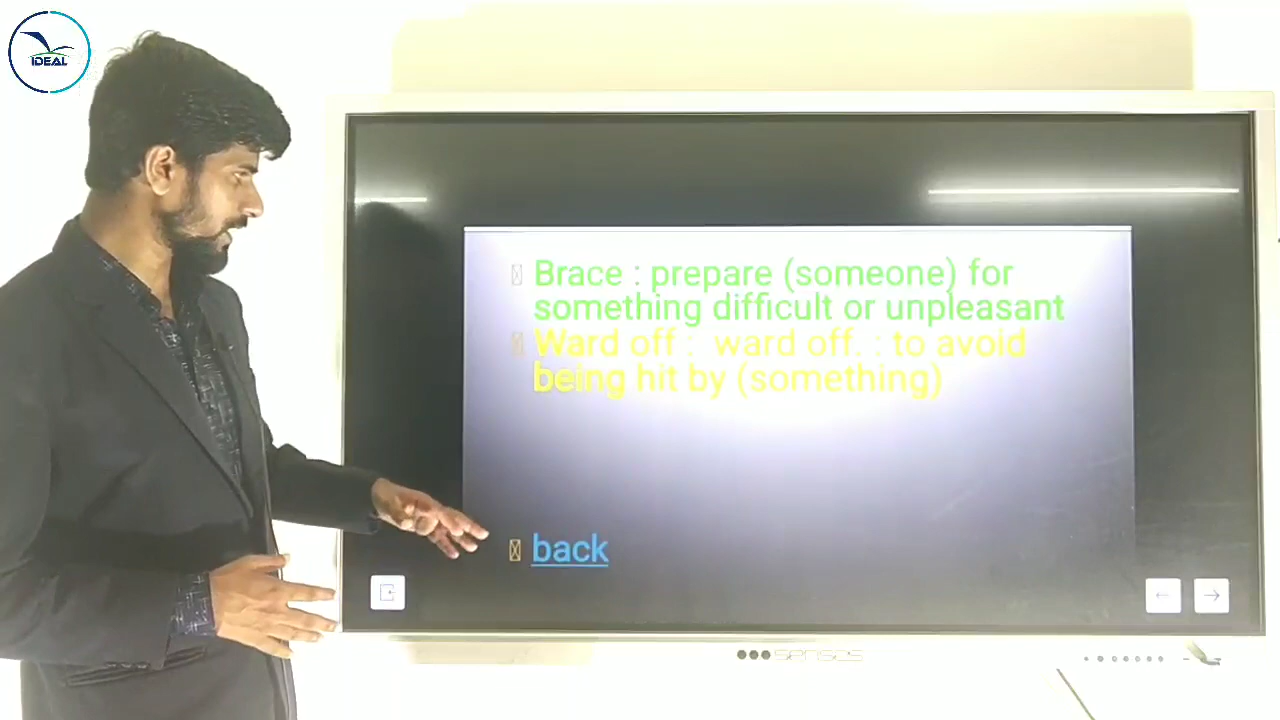 IDEAL
Brace : prepare (someone) for
something difficult or unpleasant
Ward off : ward off. : to avoid
being hit by (something)
back
senses